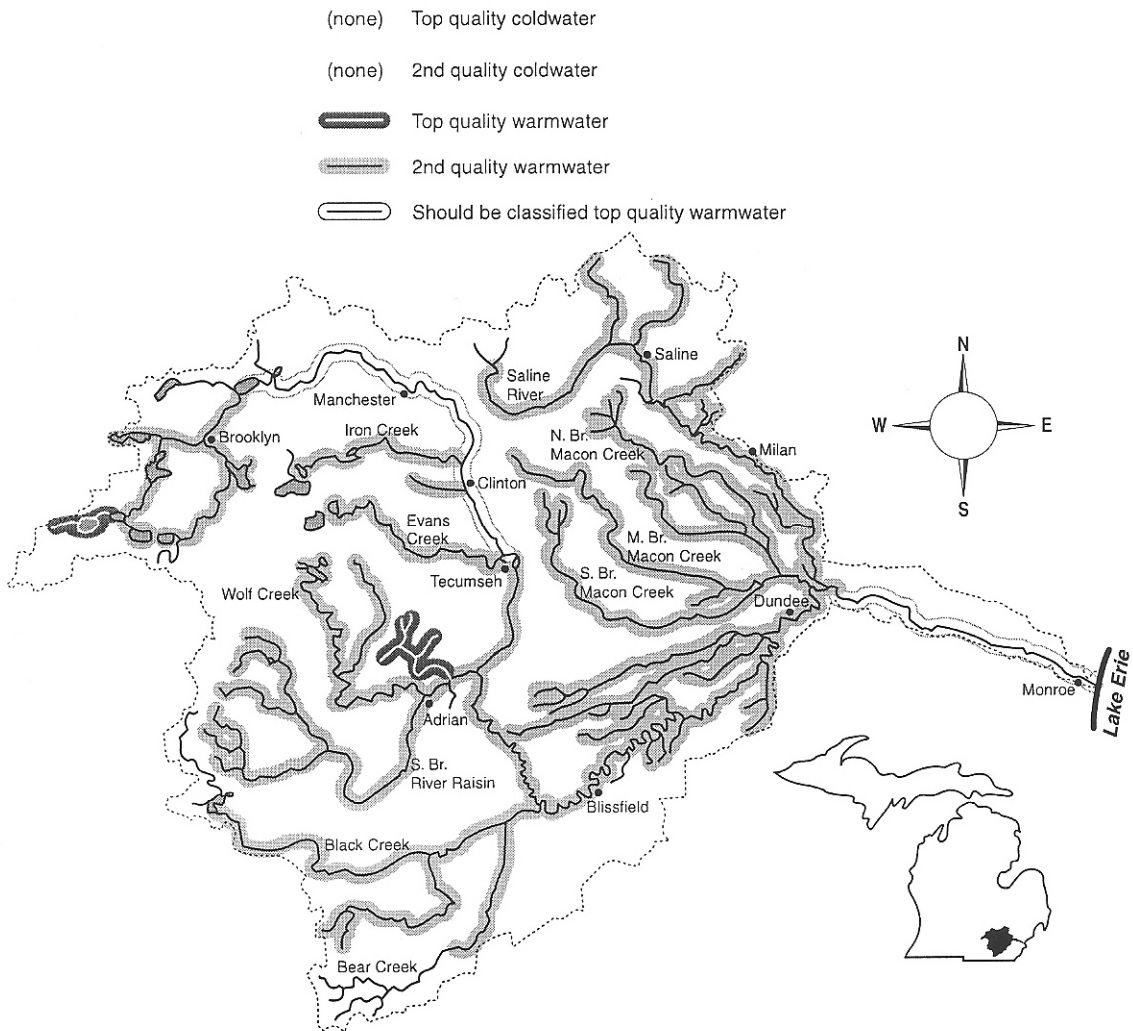 (none) Top quality coldwater
(none) 2nd quality coldwater
Top quality warmwater
2nd quality warmwater
Should be classified top quality warmwater
N
W
E
S
Saline
Saline
River
Manchester
Brooklyn
Iron Creek
N. Br.
Macon Creek
Milan
Clinton
Evans
Creek
M. Br.
Macon Creek
Tecumseh
S. Br.
Macon Creek
Wolf Creek
Dundee
Monroe
Lake Erie
Adrian
S. Br.
River Raisin
Blissfield
Black Creek
Bear Creek